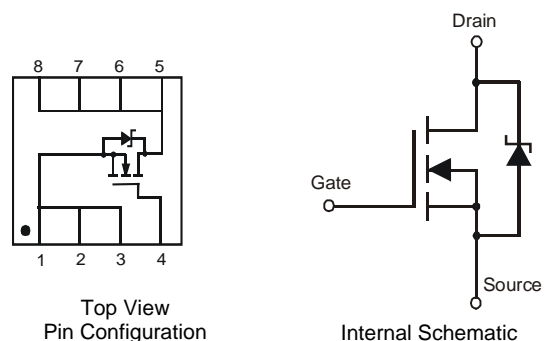 8 7 6 5
1 2 3 4
Top View
Pin Configuration
Drain
Gate
Source
Internal Schematic